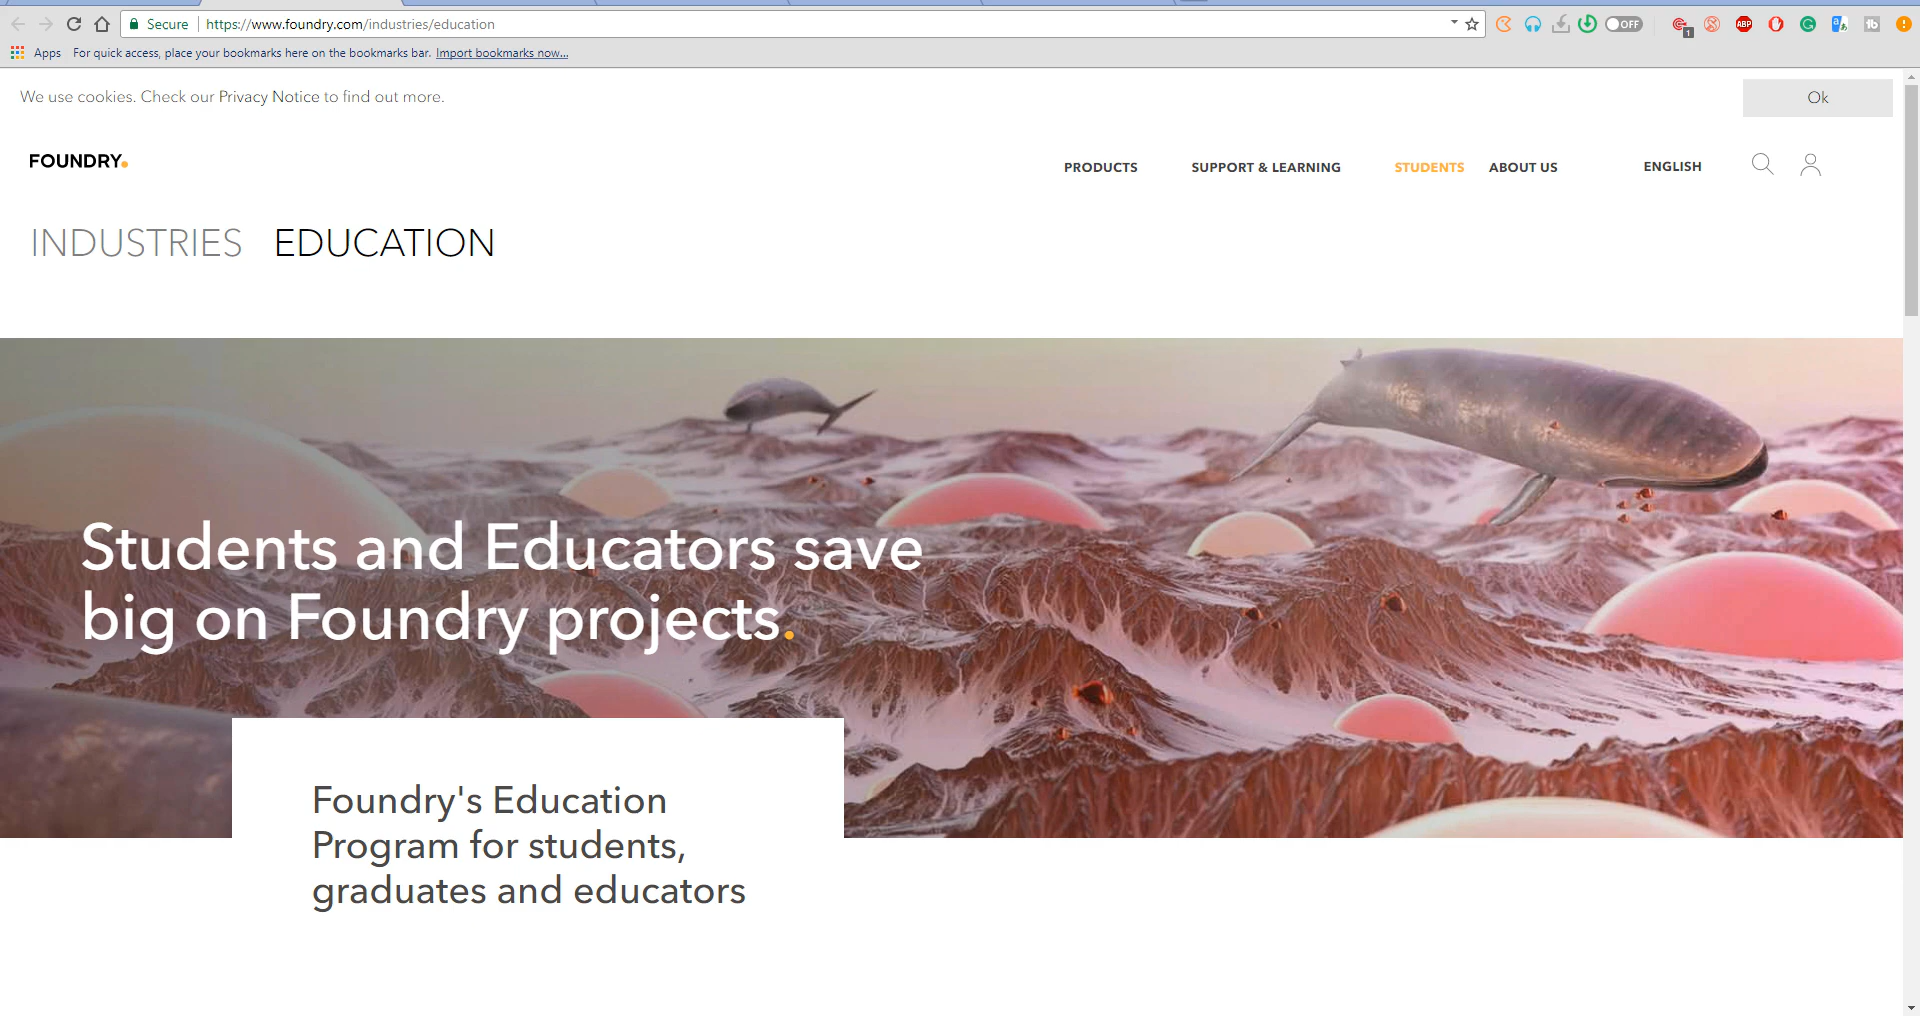 Secure https://www.foundry.com/industries/education
OFF
1
ABP
Apps For quick access, place your bookmarks here on the bookmarks bar. Import bookmarks now...
We use cookies. Check our Privacy Notice to find out more.
Ok
FOUNDRY.
PRODUCTS SUPPORT & LEARNING STUDENTS ABOUT US ENGLISH
INDUSTRIES EDUCATION
Students and Educators save
big on Foundry projects.
Foundry's Education
Program for students,
graduates and educators